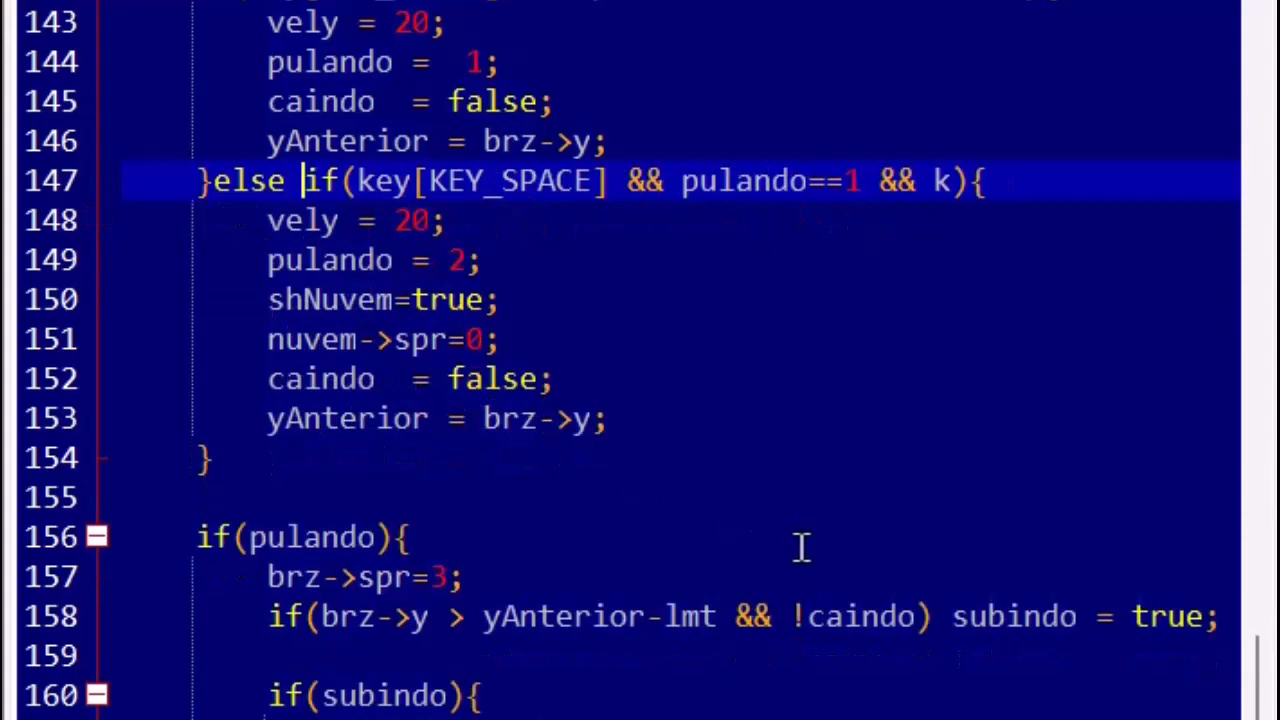 143 vely = 20;
144 pulando =  1;
145 caindo  = false;
146 yAnterior = brz->y;
147 }else if(key[KEY_SPACE] && pulando==1 && k){
148 vely = 20;
149 pulando = 2;
150 shNuvem=true;
151 nuvem->spr=0;
152 caindo  = false;
153 yAnterior = brz->y;
154 }
155
156 if(pulando){
157 brz->spr=3;
158 if(brz->y > yAnterior-lmt && !caindo) subindo = true;
159
160 if(subindo){